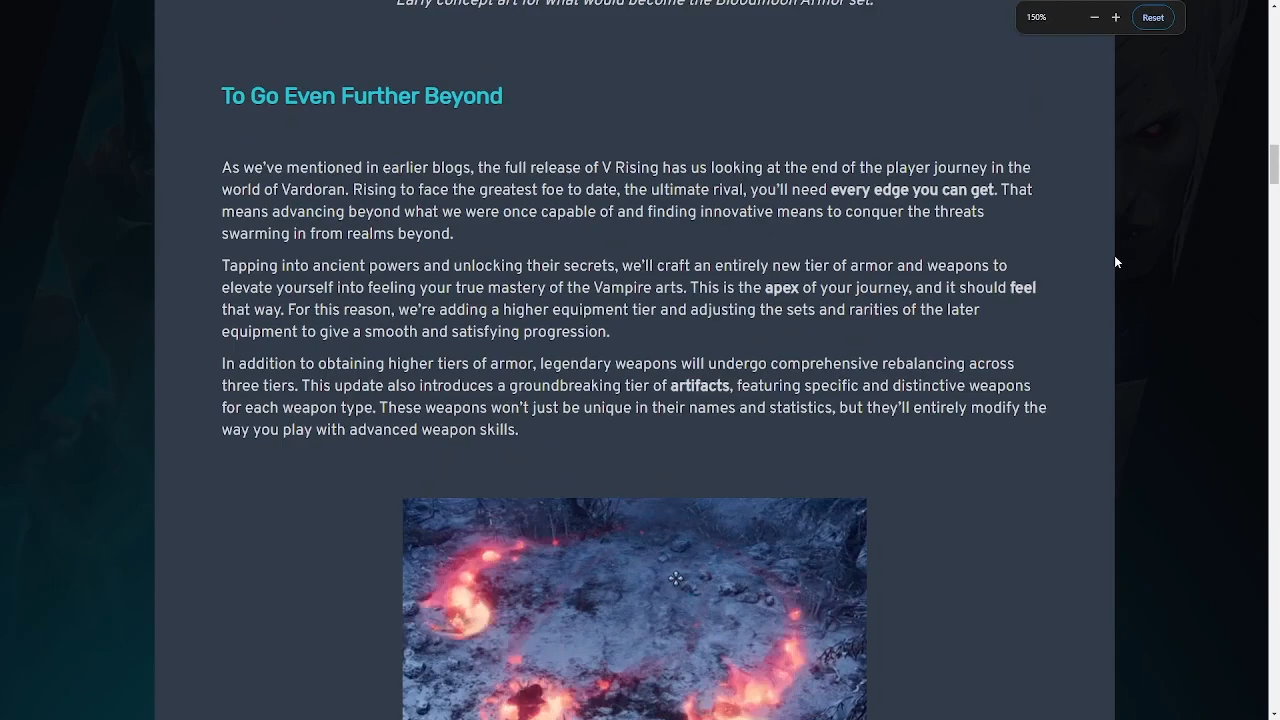 Early concept art for what would become the Bloodmoon Armor set.
150%
Reset
To Go Even Further Beyond
As we've mentioned in earlier blogs, the full release of V Rising has us looking at the end of the player journey in the
world of Vardoran. Rising to face the greatest foe to date, the ultimate rival, you'll need every edge you can get. That
means advancing beyond what we were once capable of and finding innovative means to conquer the threats
swarming in from realms beyond.
Tapping into ancient powers and unlocking their secrets, we'll craft an entirely new tier of armor and weapons to
elevate yourself into feeling your true mastery of the Vampire arts. This is the apex of your journey, and it should feel
that way. For this reason, we're adding a higher equipment tier and adjusting the sets and rarities of the later
equipment to give a smooth and satisfying progression.
In addition to obtaining higher tiers of armor, legendary weapons will undergo comprehensive rebalancing across
three tiers. This update also introduces a groundbreaking tier of artifacts, featuring specific and distinctive weapons
for each weapon type. These weapons won't just be unique in their names and statistics, but they'll entirely modify the
way you play with advanced weapon skills.